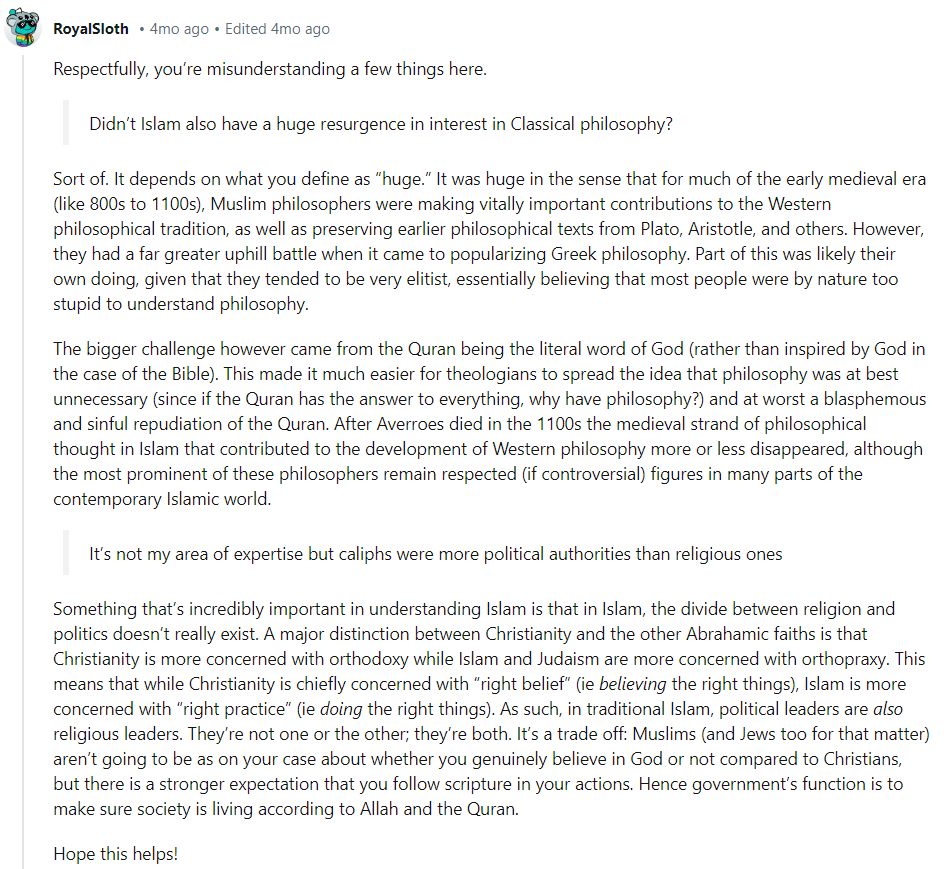 RoyalSloth • 4mo ago • Edited 4mo ago
Respectfully, you’re misunderstanding a few things here.
Didn’t Islam also have a huge resurgence in interest in Classical philosophy?
Sort of. It depends on what you define as “huge.” It was huge in the sense that for much of the early medieval era
(like 800s to 1100s), Muslim philosophers were making vitally important contributions to the Western
philosophical tradition, as well as preserving earlier philosophical texts from Plato, Aristotle, and others. However,
they had a far greater uphill battle when it came to popularizing Greek philosophy. Part of this was likely their
own doing, given that they tended to be very elitist, essentially believing that most people were by nature too
stupid to understand philosophy.
The bigger challenge however came from the Quran being the literal word of God (rather than inspired by God in
the case of the Bible). This made it much easier for theologians to spread the idea that philosophy was at best
unnecessary (since if the Quran has the answer to everything, why have philosophy?) and at worst a blasphemous
and sinful repudiation of the Quran. After Averroes died in the 1100s the medieval strand of philosophical
thought in Islam that contributed to the development of Western philosophy more or less disappeared, although
the most prominent of these philosophers remain respected (if controversial) figures in many parts of the
contemporary Islamic world.
It’s not my area of expertise but caliphs were more political authorities than religious ones
Something that’s incredibly important in understanding Islam is that in Islam, the divide between religion and
politics doesn’t really exist. A major distinction between Christianity and the other Abrahamic faiths is that
Christianity is more concerned with orthodoxy while Islam and Judaism are more concerned with orthopraxy. This
means that while Christianity is chiefly concerned with “right belief” (ie believing the right things), Islam is more
concerned with “right practice” (ie doing the right things). As such, in traditional Islam, political leaders are also
religious leaders. They’re not one or the other; they’re both. It’s a trade off: Muslims (and Jews too for that matter)
aren’t going to be as on your case about whether you genuinely believe in God or not compared to Christians,
but there is a stronger expectation that you follow scripture in your actions. Hence government’s function is to
make sure society is living according to Allah and the Quran.
Hope this helps!